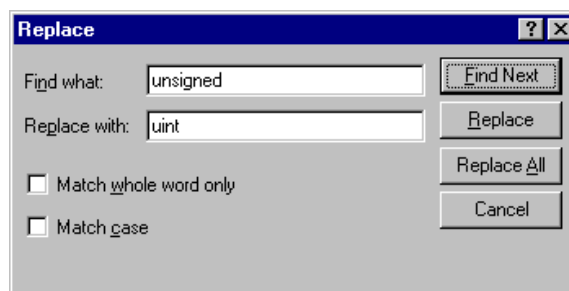 Replace
Find what: unsigned
Find Next
Replace with: uint
Replace
Match whole word only
Replace All
Match case
Cancel